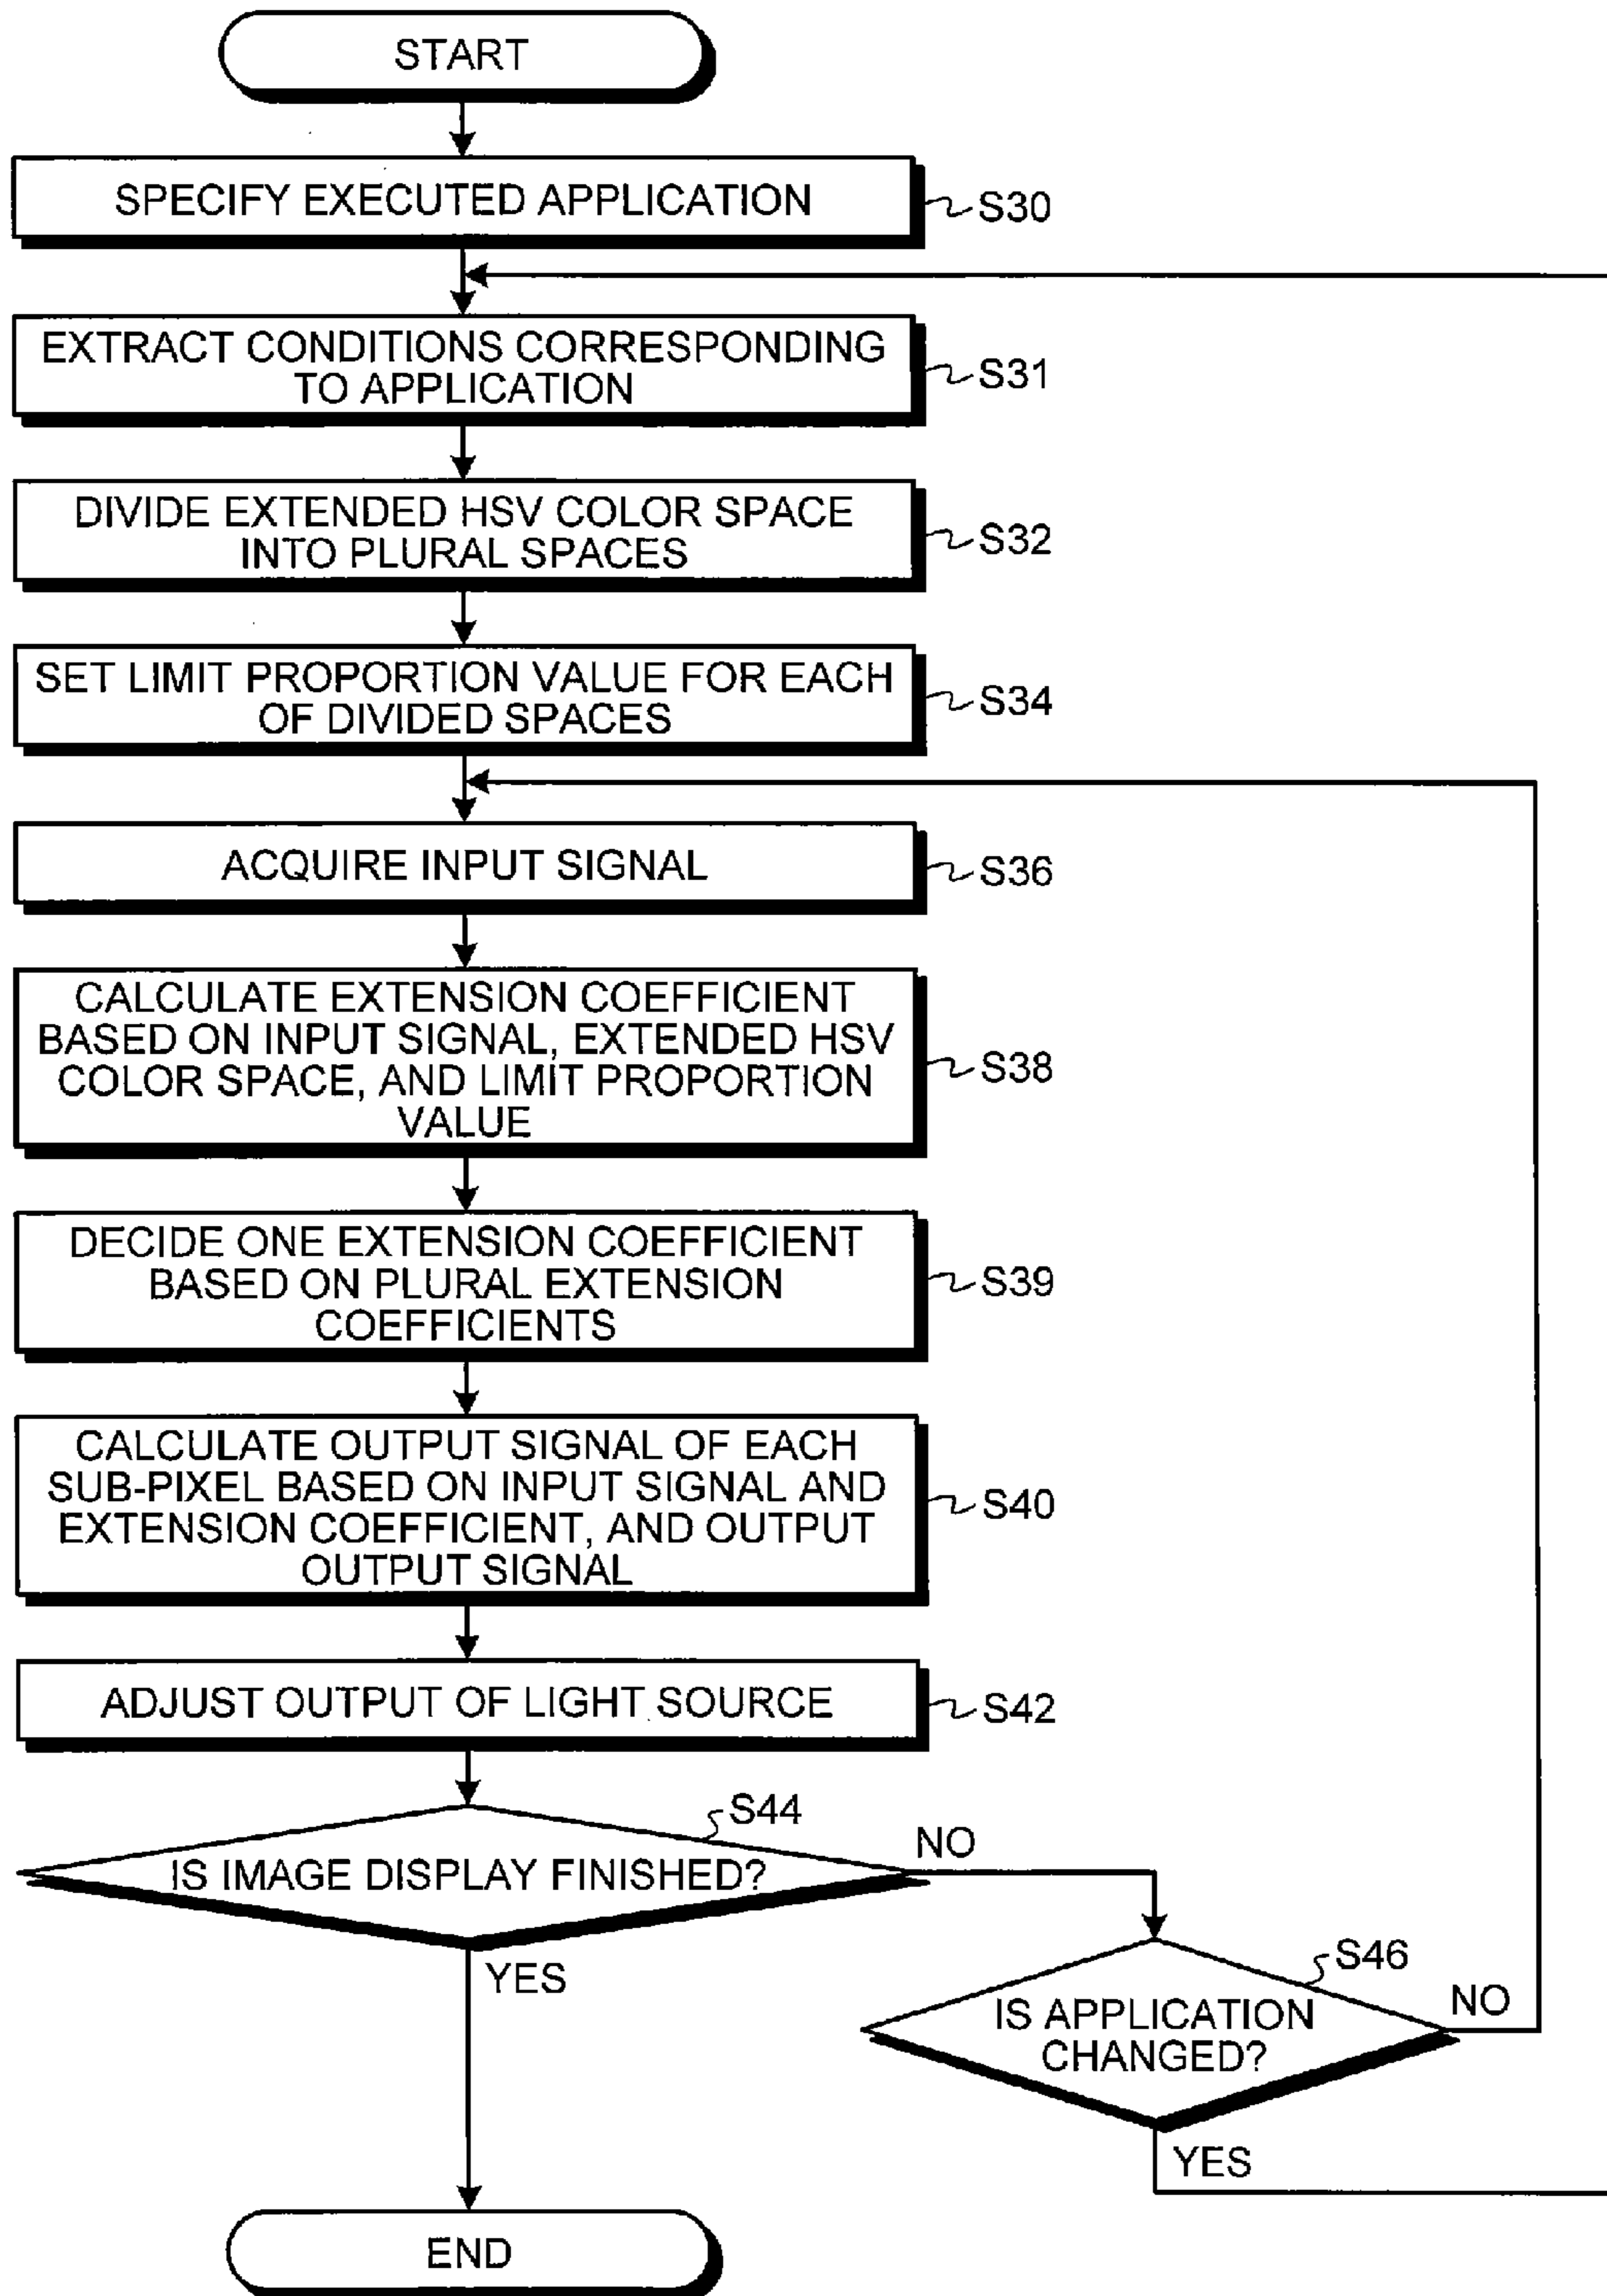 START
SPECIFY EXECUTED APPLICATION
S30
EXTRACT CONDITIONS CORRESPONDING
TO APPLICATION
S31
DIVIDE EXTENDED HSV COLOR SPACE
INTO PLURAL SPACES
S32
SET LIMIT PROPORTION VALUE FOR EACH
OF DIVIDED SPACES
S34
ACQUIRE INPUT SIGNAL
S36
CALCULATE EXTENSION COEFFICIENT
BASED ON INPUT SIGNAL, EXTENDED HSV
COLOR SPACE, AND LIMIT PROPORTION
VALUE
S38
DECIDE ONE EXTENSION COEFFICIENT
BASED ON PLURAL EXTENSION
COEFFICIENTS
S39
CALCULATE OUTPUT SIGNAL OF EACH
SUB-PIXEL BASED ON INPUT SIGNAL AND
EXTENSION COEFFICIENT, AND OUTPUT
OUTPUT SIGNAL
S40
ADJUST OUTPUT OF LIGHT SOURCE
S42
S44
IS IMAGE DISPLAY FINISHED?
NO
YES
S46
IS APPLICATION
CHANGED?
NO
YES
END